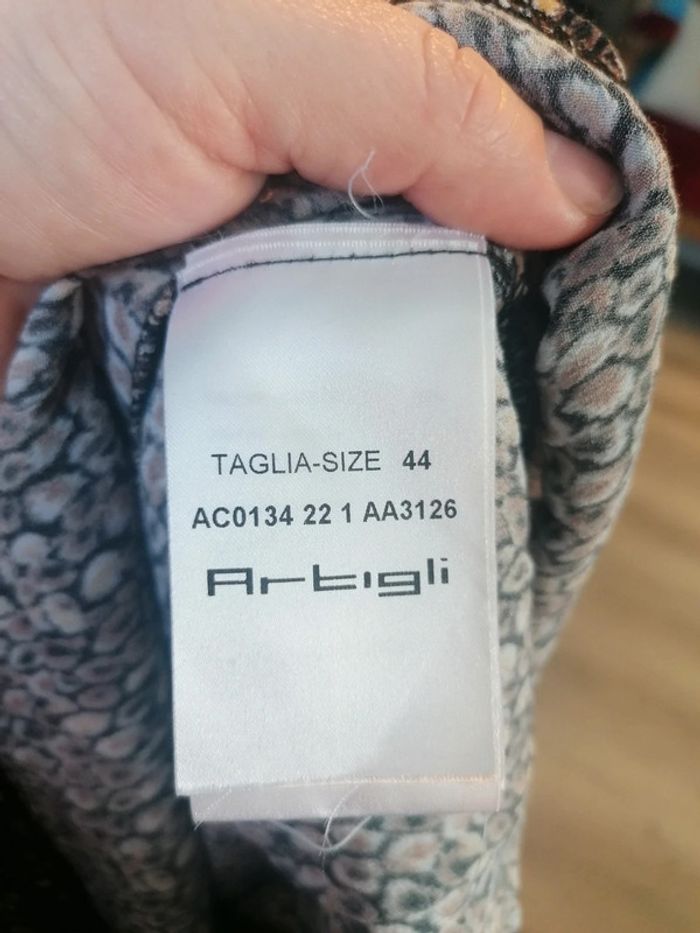 TAGLIA-SIZE 44
AC0134 22 1 AA3126
Artigli